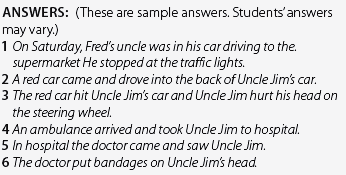 ANSWERS: (These are sample answers. Students' answers
may vary.)
1 On Saturday, Fred's uncle was in his car driving to the.
supermarket He stopped at the traffic lights.
2 A red car came and drove into the back of Uncle Jim's car.
3 The red car hit Uncle Jim's car and Uncle Jim hurt his head on
the steering wheel.
4 An ambulance arrived and took Uncle Jim to hospital.
5 In hospital the doctor came and saw Uncle Jim.
6 The doctor put bandages on Uncle Jim's head.